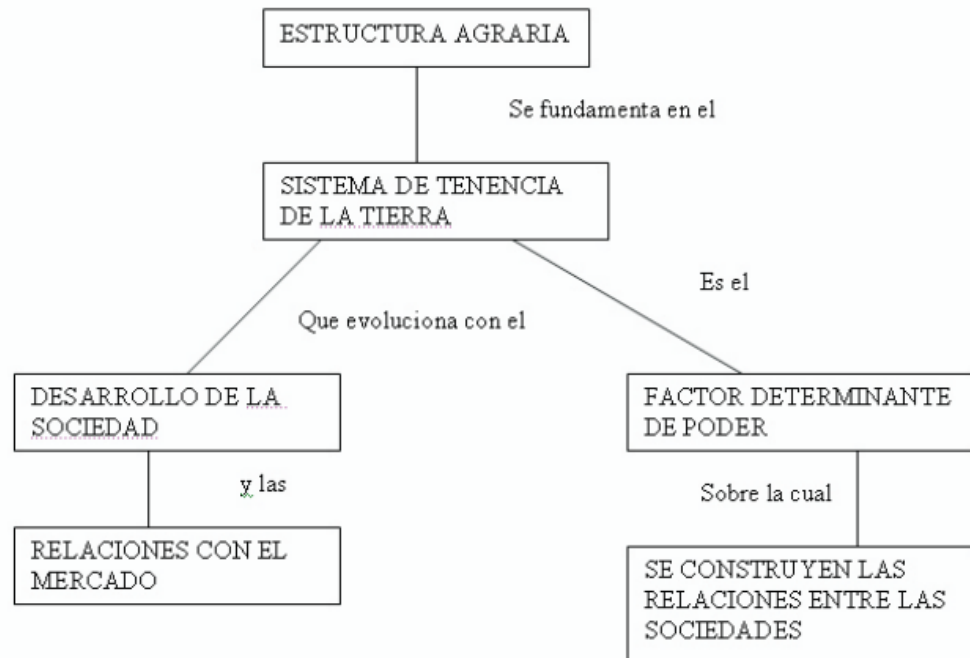 ESTRUCTURA AGRARIA
Se fundamenta en el
SISTEMA DE TENENCIA
DE LA TIERRA
Es el
Que evoluciona con el
DESARROLLO DE LA
SOCIEDAD
FACTOR DETERMINANTE
DE PODER
y las
Sobre la cual
RELACIONES CON EL
MERCADO
SE CONSTRUYEN LAS
RELACIONES ENTRE LAS
SOCIEDADES